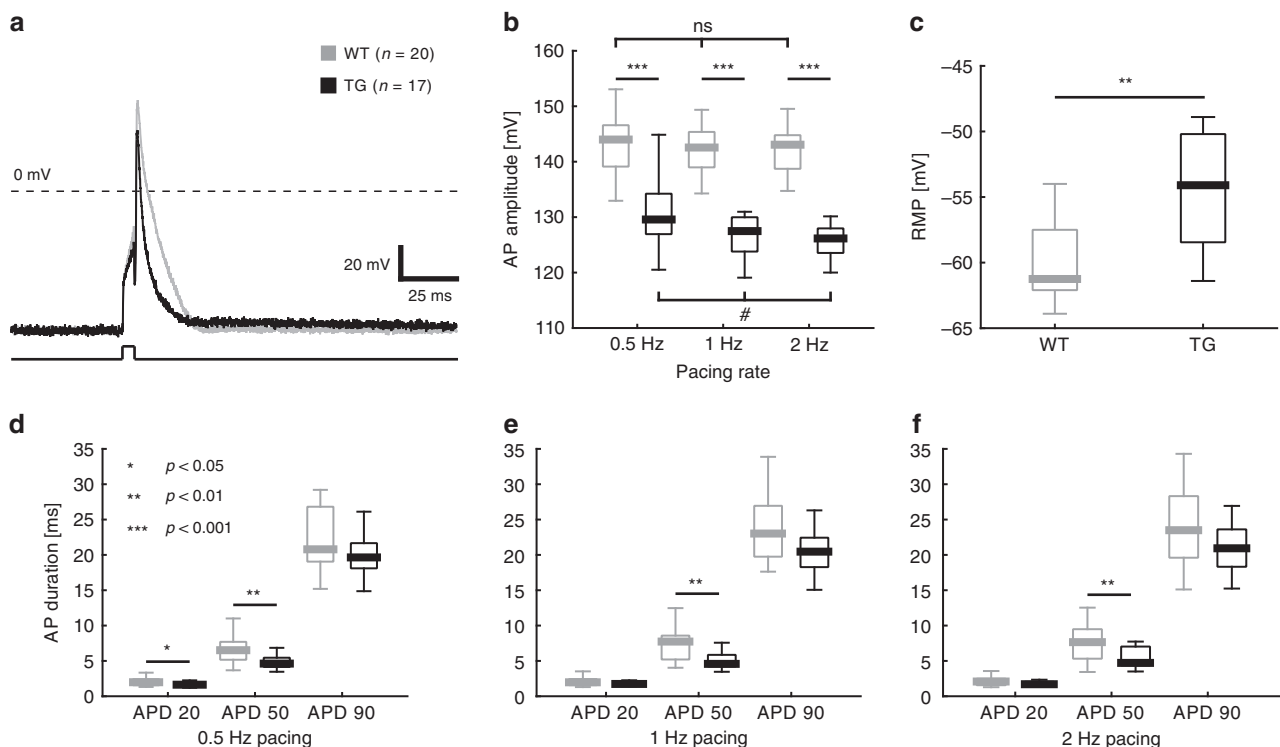 a
WT (n = 20)
TG (n = 17)
0 mV
20 mV
25 ms
b
ns
160
150
140
130
120
110
AP amplitude [mV]
***
***
***
#
0.5 Hz
1 Hz
2 Hz
Pacing rate
c
–45
–50
–55
–60
–65
RMP [mV]
**
WT
TG
d
35
30
25
20
15
10
5
0
AP duration [ms]
* p < 0.05
** p < 0.01
*** p < 0.001
*
**
APD 20
APD 50
APD 90
0.5 Hz pacing
e
35
30
25
20
15
10
5
0
**
APD 20
APD 50
APD 90
1 Hz pacing
f
35
30
25
20
15
10
5
0
**
APD 20
APD 50
APD 90
2 Hz pacing